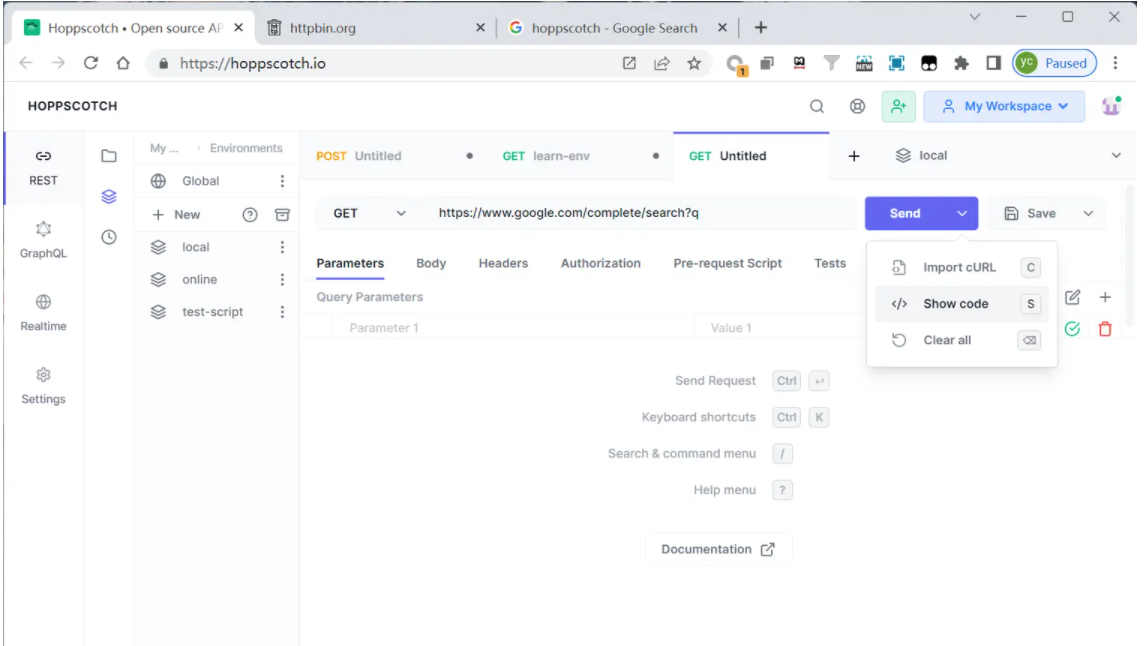 Hoppscotch • Open source AP
httpbin.org
hoppscotch - Google Search
https://hoppscotch.io
1
NEW
YC
Paused
HOPPSCOTCH
My Workspace
REST
GraphQL
Realtime
Settings
My ... › Environments
Global
New
local
online
test-script
POST Untitled
GET learn-env
GET Untitled
local
GET
https://www.google.com/complete/search?q
Send
Save
Parameters Body Headers Authorization Pre-request Script Tests
Query Parameters
Parameter 1
Value 1
Import cURL C
Show code S
Clear all
Send Request Ctrl ↩
Keyboard shortcuts Ctrl K
Search & command menu /
Help menu ?
Documentation